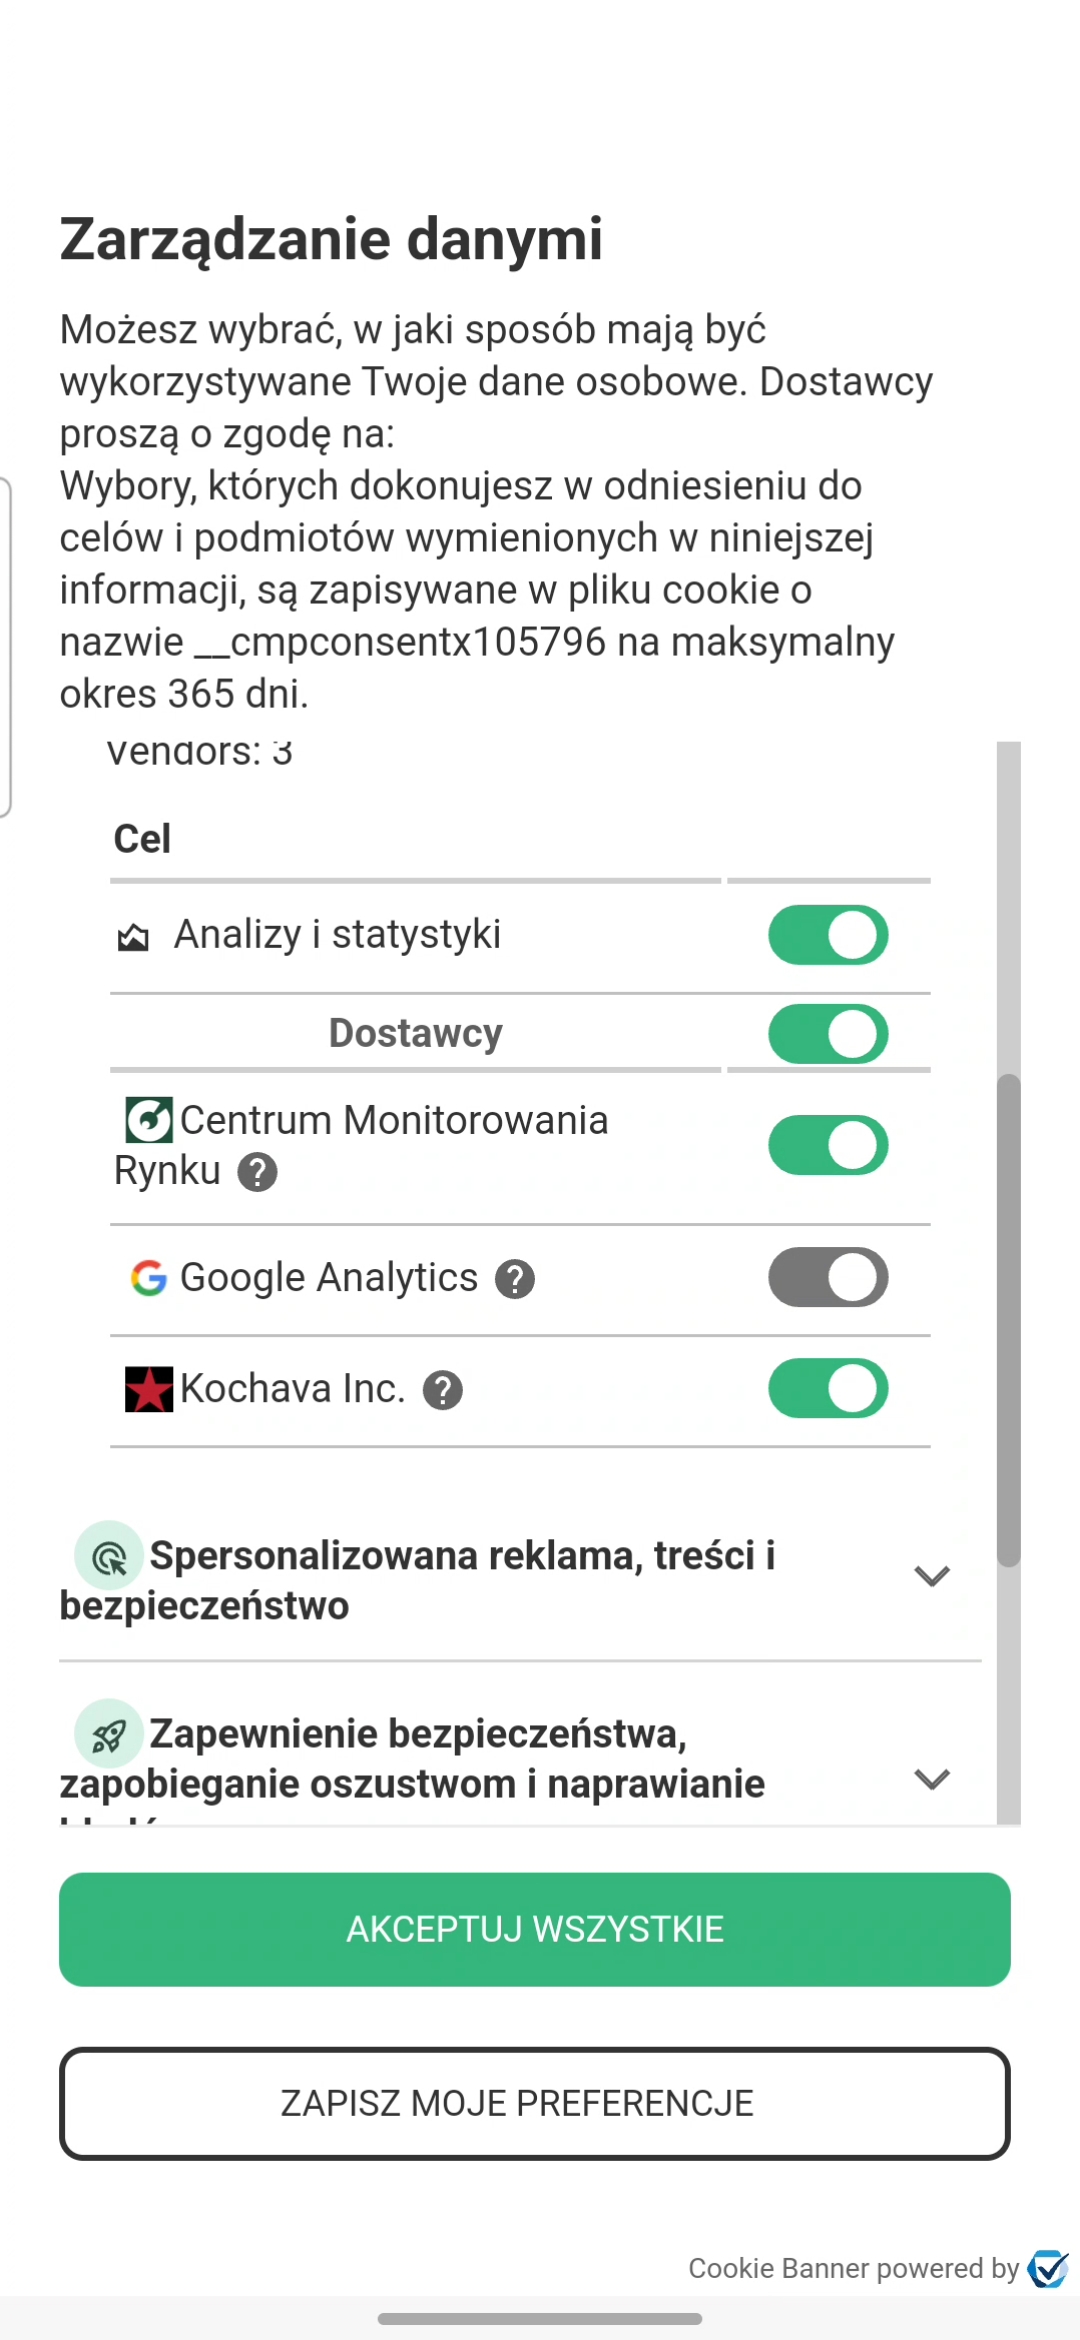 Zarządzanie danymi
Możesz wybrać, w jaki sposób mają być
wykorzystywane Twoje dane osobowe. Dostawcy
proszą o zgodę na:
Wybory, których dokonujesz w odniesieniu do
celów i podmiotów wymienionych w niniejszej
informacji, są zapisywane w pliku cookie o
nazwie __cmpconsentx105796 na maksymalny
okres 365 dni.
Vendors: 3
Cel
Analizy i statystyki
Dostawcy
Centrum Monitorowania
Rynku ?
Google Analytics ?
Kochava Inc. ?
Spersonalizowana reklama, treści i
bezpieczeństwo
Zapewnienie bezpieczeństwa,
zapobieganie oszustwom i naprawianie
AKCEPTUJ WSZYSTKIE
ZAPISZ MOJE PREFERENCJE
Cookie Banner powered by